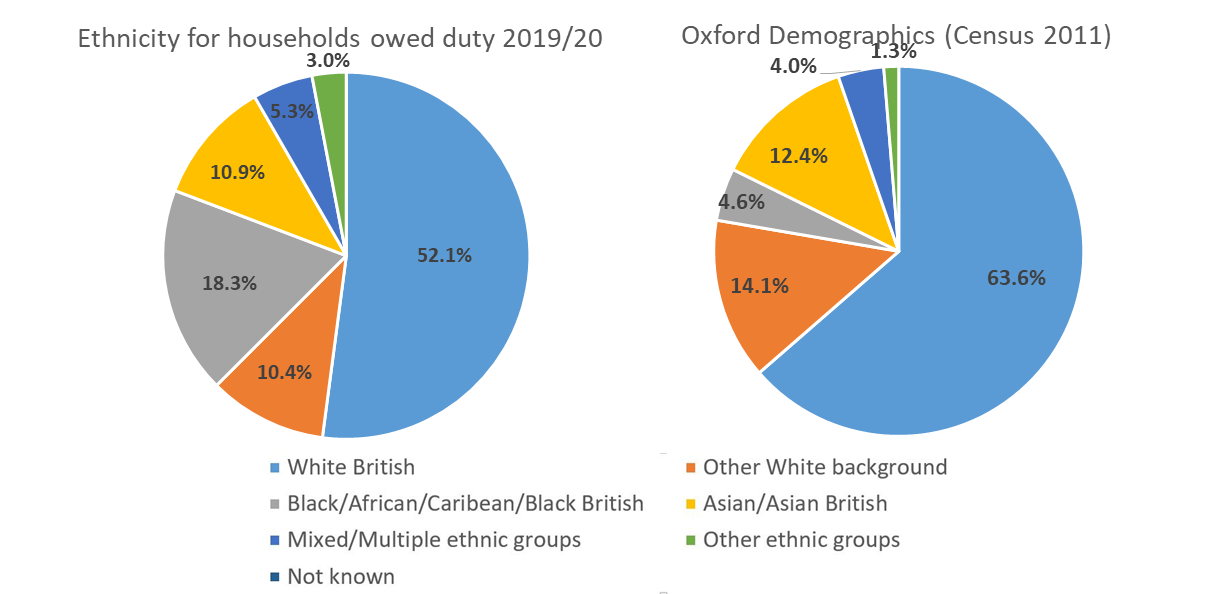 Ethnicity for households owed duty 2019/20
3.0%
5.3%
10.9%
52.1%
18.3%
10.4%
Oxford Demographics (Census 2011)
1.3%
4.0%
12.4%
4.6%
63.6%
14.1%
White British
Other White background
Black/African/Caribbean/Black British
Asian/Asian British
Mixed/Multiple ethnic groups
Other ethnic groups
Not known